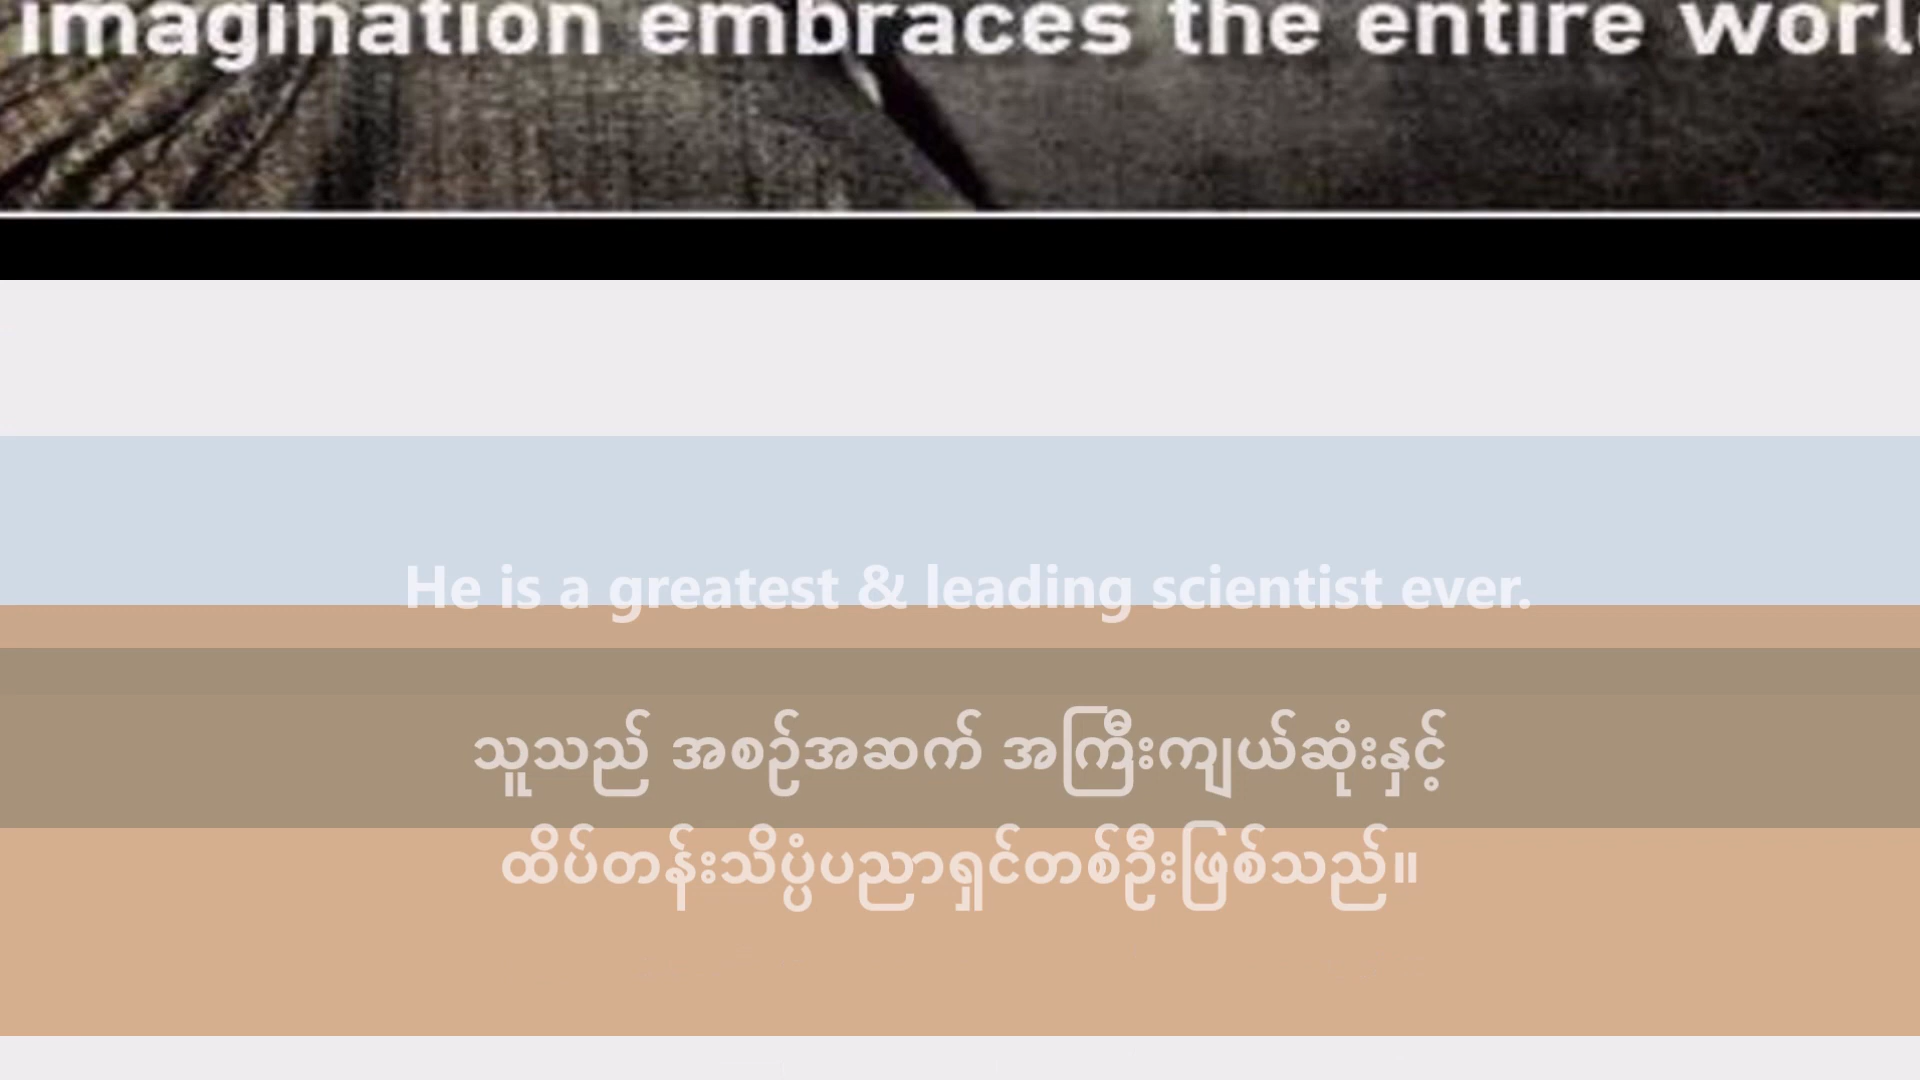 imagination embraces the entire
He is a greatest & leading scientist ever.
သူသည် အစဉ်အဆက် အကြီးကျယ်ဆုံးနှင့်
ထိပ်တန်းသိပ္ပံပညာရှင်တစ်ဦးဖြစ်သည်။